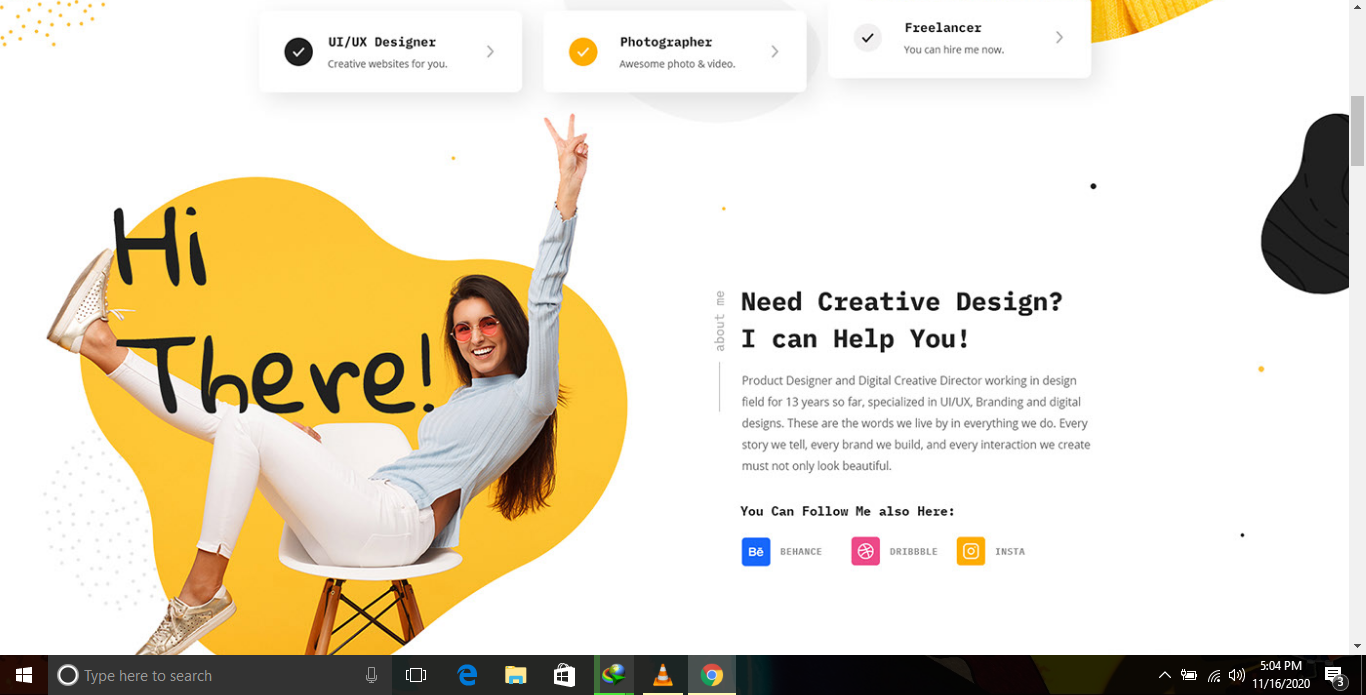 UI/UX Designer
Creative websites for you.
Photographer
Awesome photo & video.
Freelancer
You can hire me now.
Hi
There!
about me
Need Creative Design?
I can Help You!
Product Designer and Digital Creative Director working in design
field for 13 years so far, specialized in UI/UX, Branding and digital
designs. These are the words we live by in everything we do. Every
story we tell, every brand we build, and every interaction we create
must not only look beautiful.
You Can Follow Me also Here:
Bē BEHANCE DRIBBBLE INSTA
Type here to search
5:04 PM
11/16/2020
3